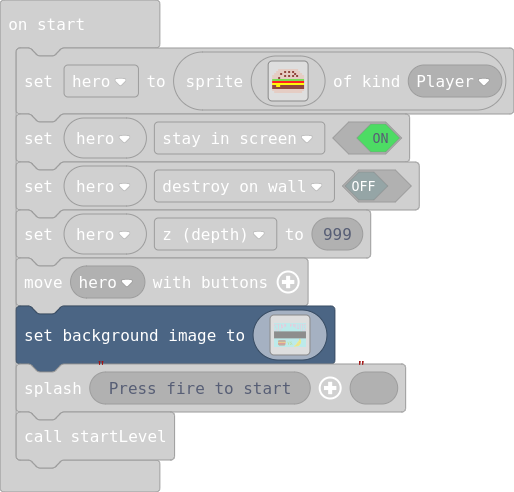 on start
set hero to sprite of kind Player
set hero stay in screen ON
set hero destroy on wall OFF
set hero z (depth) to 999
move hero with buttons
set background image to
splash "Press fire to start"
call startLevel